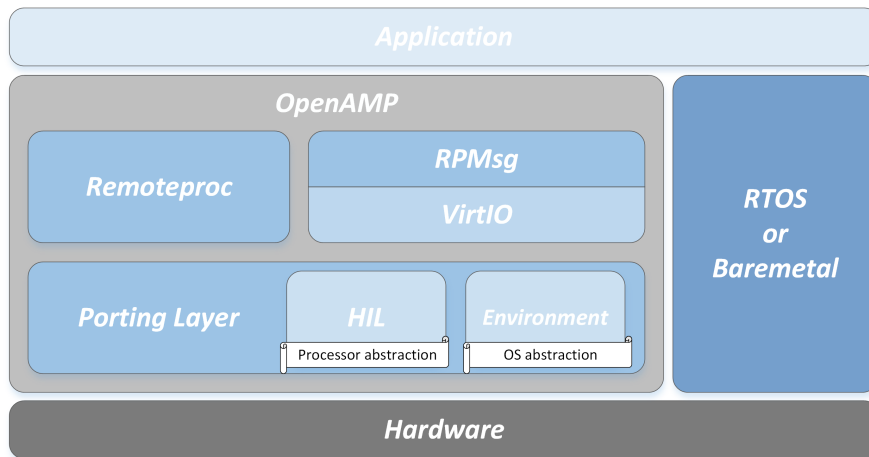 Application
OpenAMP
Remoteproc
RPMsg
VirtIO
RTOS
or
Baremetal
Porting Layer
HIL
Environment
Processor abstraction
OS abstraction
Hardware